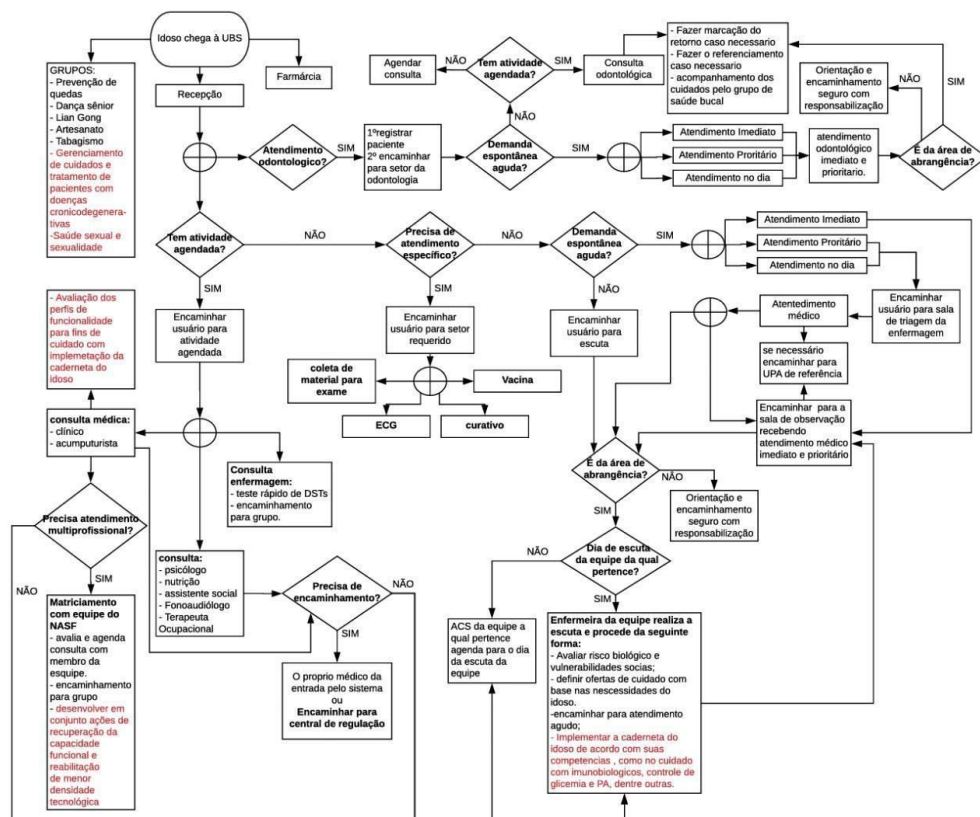 Idoso chega à UBS
Farmárcia
Recepção
GRUPOS:
- Prevenção de
quedas
- Dança sênior
- Lian Gong
- Artesanato
- Tabagismo
- Gerenciamento
de cuidados e
tratamento de
pacientes com
doenças
cronicodegenera-
tivas
-Saúde sexual e
sexualidade
Atendimento
odontologico?
SIM
1ºregistrar
paciente
2º encaminhar
para setor da
odontologia
Agendar
consulta
NÃO
Tem atividade
agendada?
SIM
Consulta
odontológica
- Fazer marcação do
retorno caso necessario
- Fazer o referenciamento
caso necessario
- acompanhamento dos
cuidados pelo grupo de
saúde bucal
NÃO
Demanda
espontânea
aguda?
SIM
Atendimento Imediato
Atendimento Proritário
Atendimento no dia
atendimento
odontológico
imediato e
prioritario.
Orientação e
encaminhamento
seguro com
responsabilização
NÃO
SIM
É da área de
abrangência?
Tem atividade
agendada?
NÃO
Precisa de
atendimento
específico?
NÃO
Demanda
espontânea
aguda?
SIM
Atendimento Imediato
Atendimento Proritário
Atendimento no dia
SIM
SIM
NÃO
- Avaliação dos
perfis de
funcionalidade
para fins de
cuidado com
implemetação da
caderneta do
idoso
Encaminhar
usuário para
atividade
agendada
Encaminhar
usuário para setor
requerido
Encaminhar
usuário para
escuta
Atentedimento
médico
Encaminhar
usuário para sala
de triagem da
enfermagem
se necessário
encaminhar para
UPA de referência
coleta de
material para
exame
Vacina
ECG
curativo
Encaminhar para a
sala de observação
recebendo
atendimento médico
imediato e prioritário
consulta médica:
- clínico
- acumputurista
Consulta
enfermagem:
- teste rápido de DSTs
- encaminhamento
para grupo.
É da área de
abrangência?
NÃO
Orientação e
encaminhamento
seguro com
responsabilização
SIM
Precisa atendimento
multiprofissional?
NÃO
SIM
consulta:
- psicólogo
- nutrição
- assistente social
- Fonoaudiólogo
- Terapeuta
Ocupacional
Precisa de
encaminhamento?
NÃO
SIM
NÃO
Dia de escuta
da equipe da qual
pertence?
SIM
Matriciamento
com equipe do
NASF
- avalia e agenda
consulta com
membro da
esquipe.
- encaminhamento
para grupo
- desenvolver em
conjunto ações de
recuperação da
capacidade
funcional e
reabilitação
de menor
densidade
tecnológica
O proprio médico da
entrada pelo sistema
ou
Encaminhar para
central de regulação
ACS da equipe a
qual pertence
agenda para o dia
da escuta da
equipe
Enfermeira da equipe realiza a
escuta e procede da seguinte
forma:
- Avaliar risco biológico e
vulnerabilidades sociais;
- definir ofertas de cuidado com
base nas nescessidades do
idoso.
-encaminhar para atendimento
agudo;
- Implementar a caderneta do
idoso de acordo com suas
competencias , como no cuidado
com imunobiologicos, controle de
glicemia e PA, dentre outras.